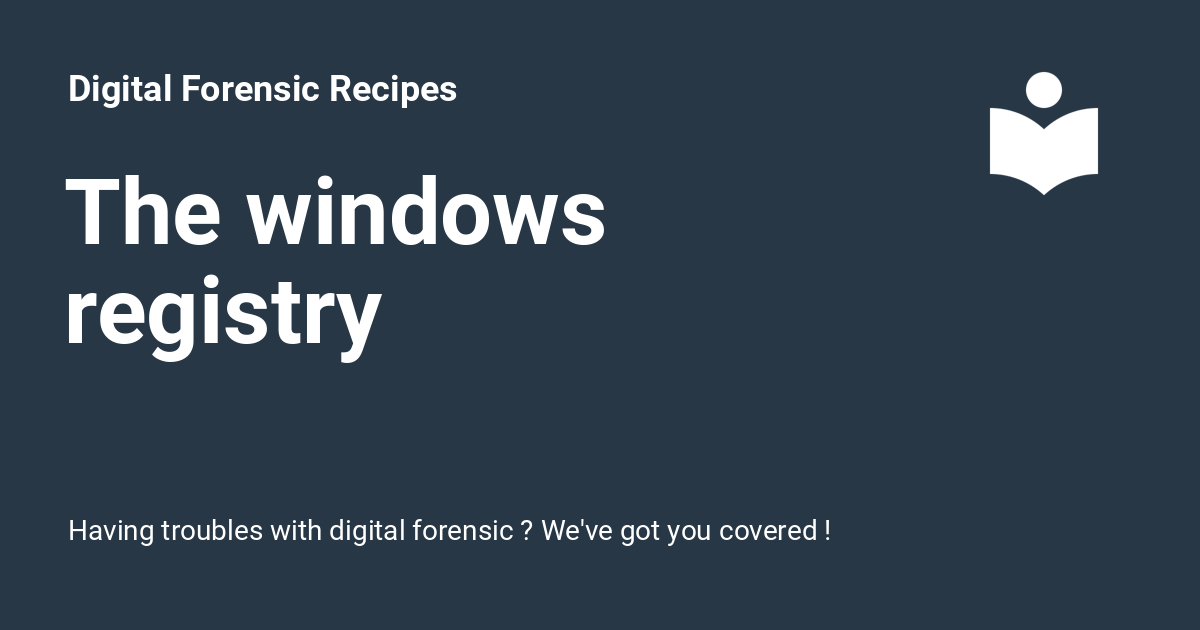 Digital Forensic Recipes
The windows
registry
Having troubles with digital forensic ? We've got you covered !